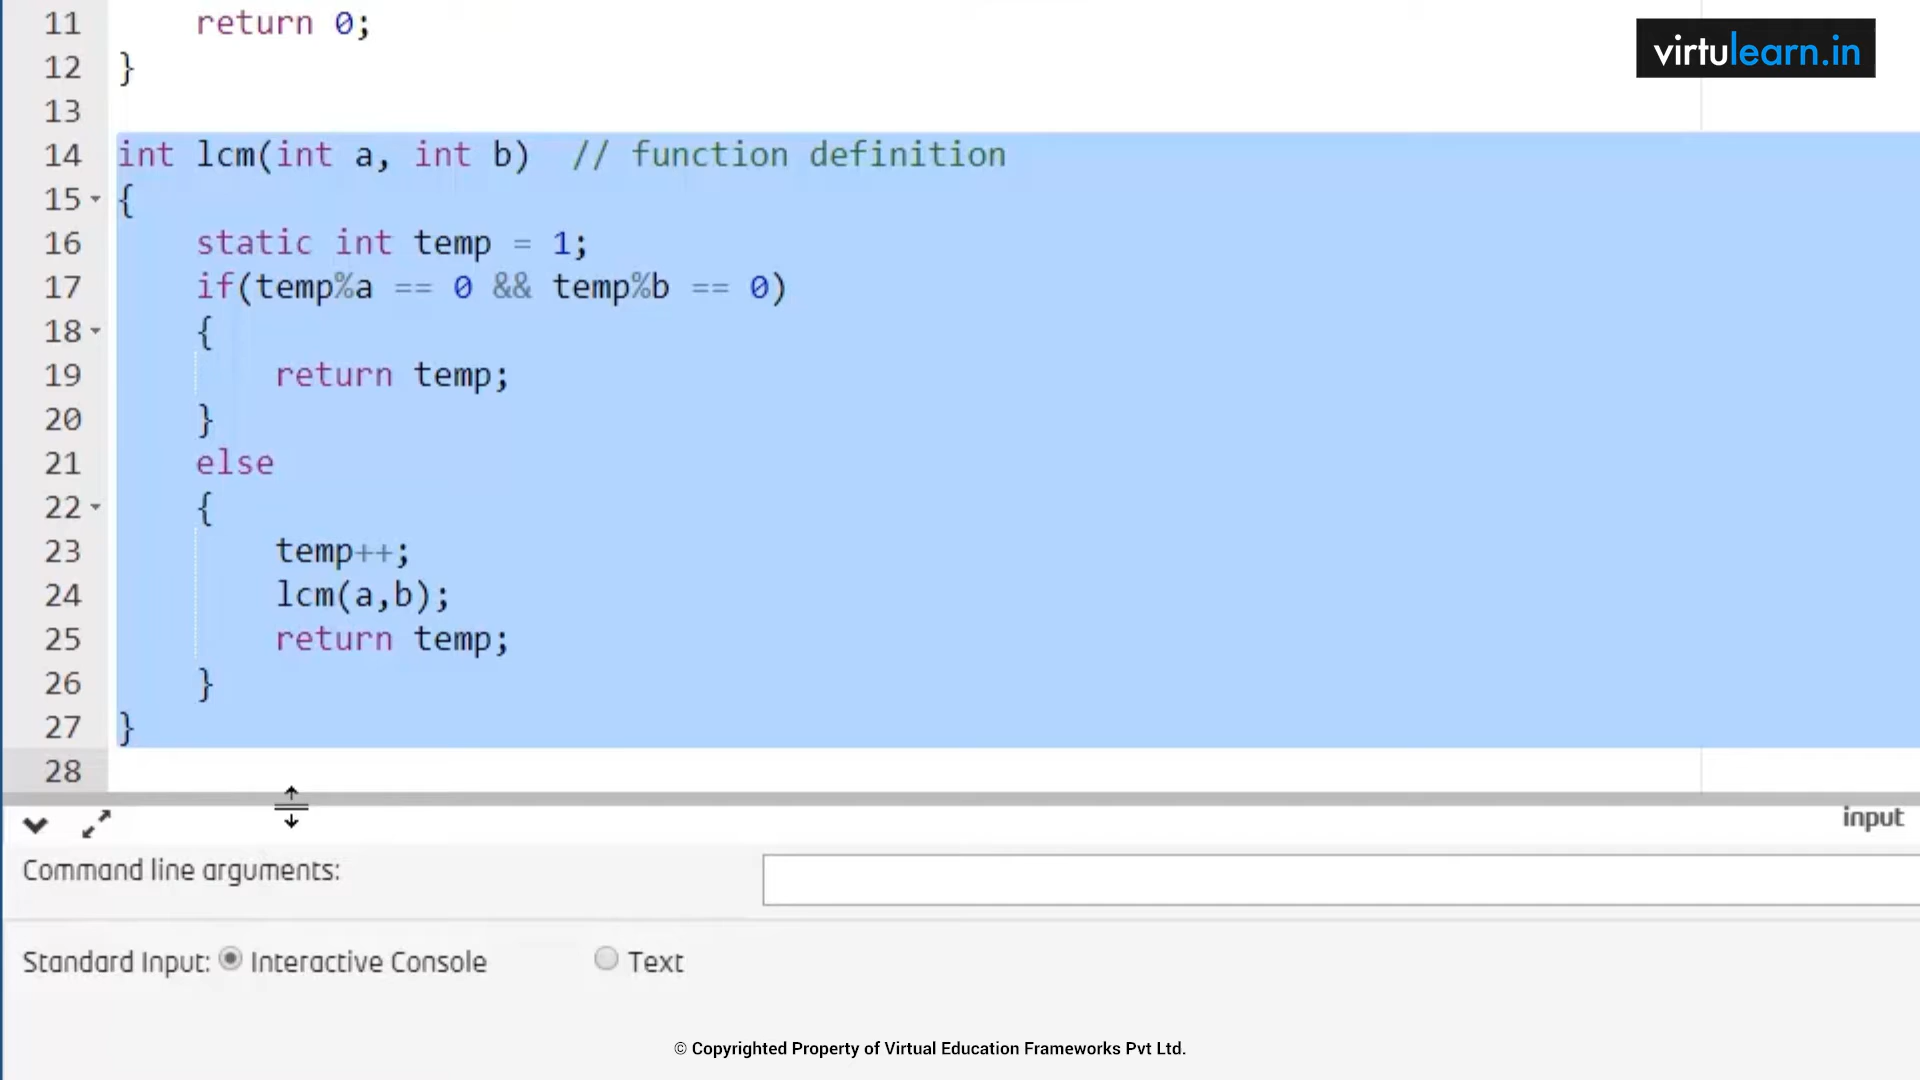 11 return 0;
12 }
13
14 int lcm(int a, int b)  // function definition
15 {
16 static int temp = 1;
17 if(temp%a == 0 && temp%b == 0)
18 {
19 return temp;
20 }
21 else
22 {
23 temp++;
24 lcm(a,b);
25 return temp;
26 }
27 }
28
virtulearn.in
input
Command line arguments:
Standard Input: Interactive Console Text
© Copyrighted Property of Virtual Education Frameworks Pvt Ltd.